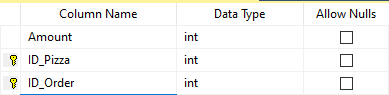 Column Name Data Type Allow Nulls
Amount int
ID_Pizza int
ID_Order int